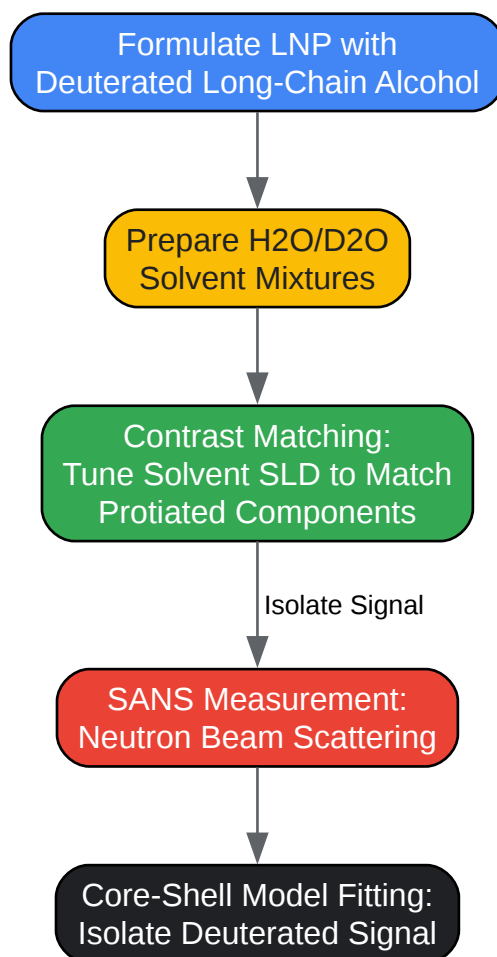 Formulate LNP with
Deuterated Long-Chain Alcohol
Prepare H2O/D2O
Solvent Mixtures
Contrast Matching:
Tune Solvent SLD to Match
Protiated Components
Isolate Signal
SANS Measurement:
Neutron Beam Scattering
Core-Shell Model Fitting:
Isolate Deuterated Signal